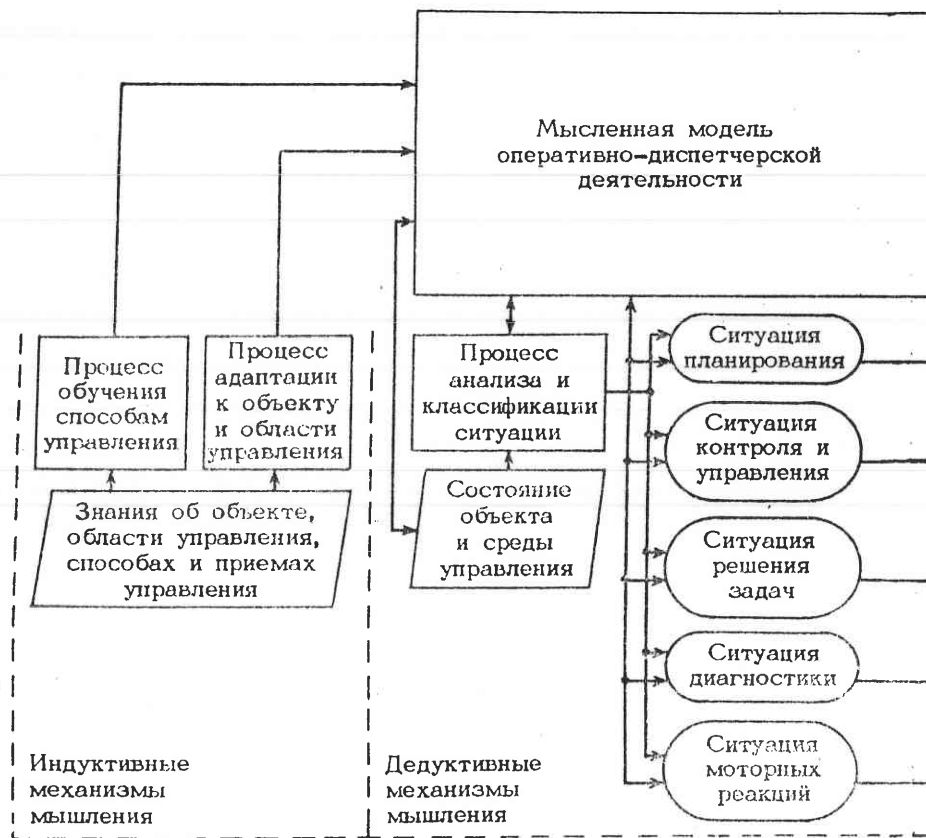 Мысленная модель
оперативно-диспетчерской
деятельности
Процесс
обучения
способам
управления
Процесс
адаптации
к объекту
и области
управления
Процесс
анализа и
классификации
ситуации
Ситуация
планирования
Ситуация
контроля и
управления
Знания об объекте,
области управления,
способах и приемах
управления
Состояние
объекта
и среды
управления
Ситуация
решения
задач
Ситуация
диагностики
Ситуация
моторных
реакций
Индуктивные
механизмы
мышления
Дедуктивные
механизмы
мышления